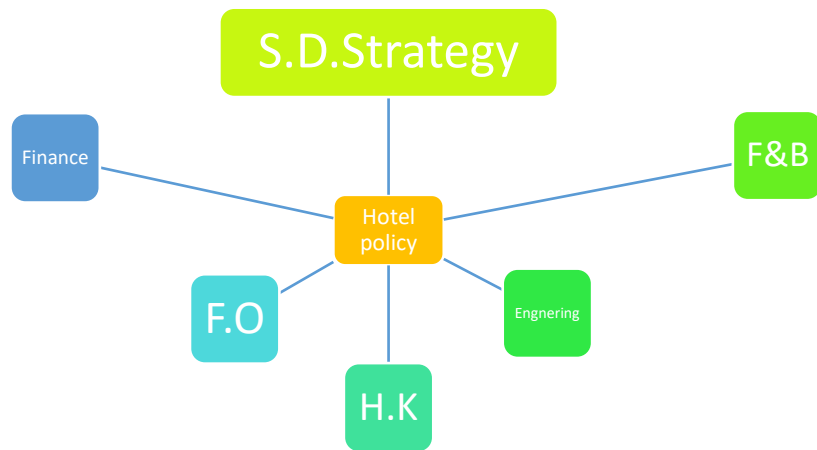 S.D.Strategy
Finance
F&B
Hotel
policy
F.O
Engnering
H.K